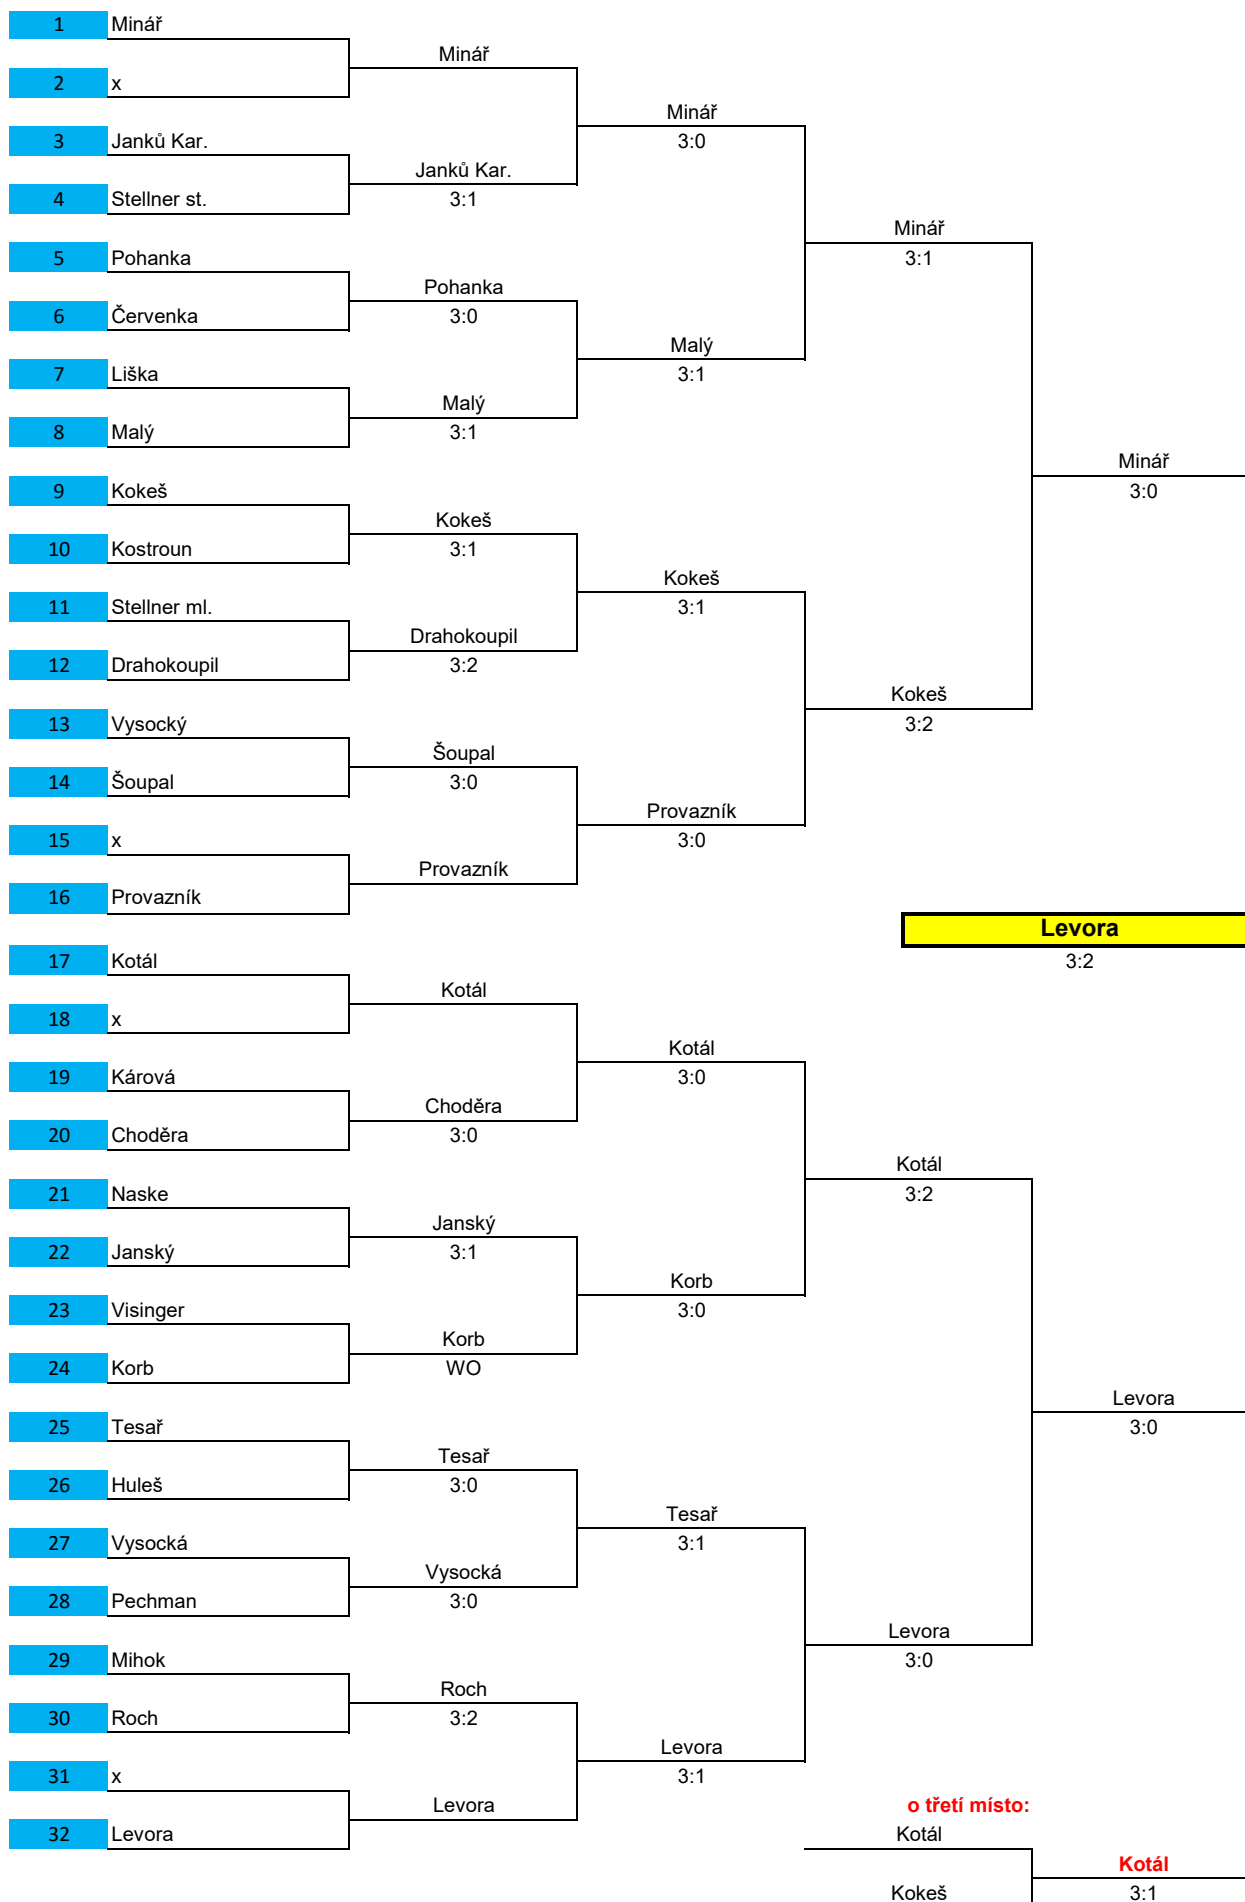 1 Minář
Minář
2 x
Minář
3 Janků Kar.
3:0
Janků Kar.
4 Stellner st.
3:1
Minář
5 Pohanka
3:1
Pohanka
6 Červenka
3:0
Malý
7 Liška
3:1
Malý
8 Malý
3:1
Minář
9 Kokeš
3:0
Kokeš
10 Kostroun
3:1
Kokeš
11 Stellner ml.
3:1
Drahokoupil
12 Drahokoupil
3:2
Kokeš
13 Vysocký
3:2
Šoupal
14 Šoupal
3:0
Provazník
15 x
3:0
Provazník
16 Provazník
Levora
17 Kotál
3:2
Kotál
18 x
Kotál
19 Kárová
3:0
Choděra
20 Choděra
3:0
Kotál
21 Naske
3:2
Janský
22 Janský
3:1
Korb
23 Visinger
3:0
Korb
24 Korb
WO
Levora
25 Tesař
3:0
Tesař
26 Huleš
3:0
Tesař
27 Vysocká
3:1
Vysocká
28 Pechman
3:0
Levora
29 Mihok
3:0
Roch
30 Roch
3:2
Levora
31 x
3:1
Levora
o třetí místo:
32 Levora
Kotál
Kotál
Kokeš
3:1